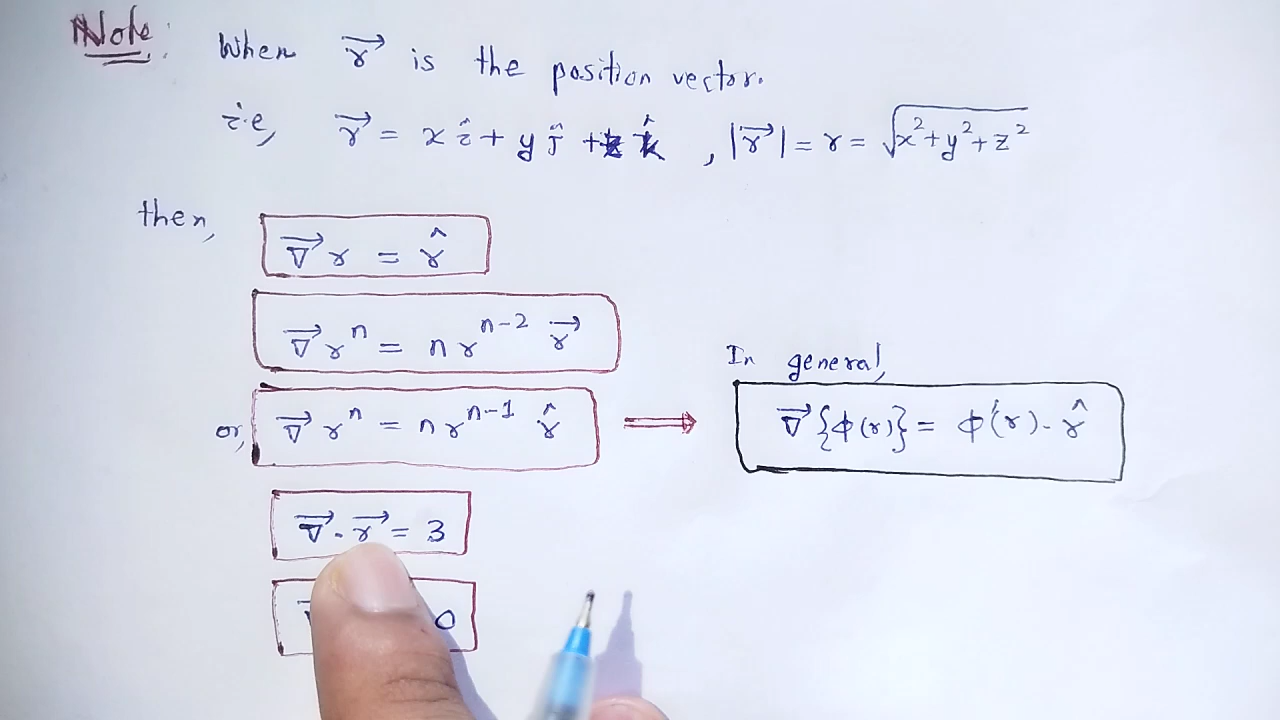 Note:
When r⃗ is the position vector.
i.e, r⃗ = x î + y ĵ + z k̂ , |r⃗| = r = √x²+y²+z²
then,
∇⃗ r = r̂
∇⃗ rⁿ = n rⁿ⁻² r⃗
In general,
or, ∇⃗ rⁿ = n rⁿ⁻¹ r̂ ⟹ ∇⃗ {ϕ(r)} = ϕ′(r) . r̂
∇⃗ . r⃗ = 3
0